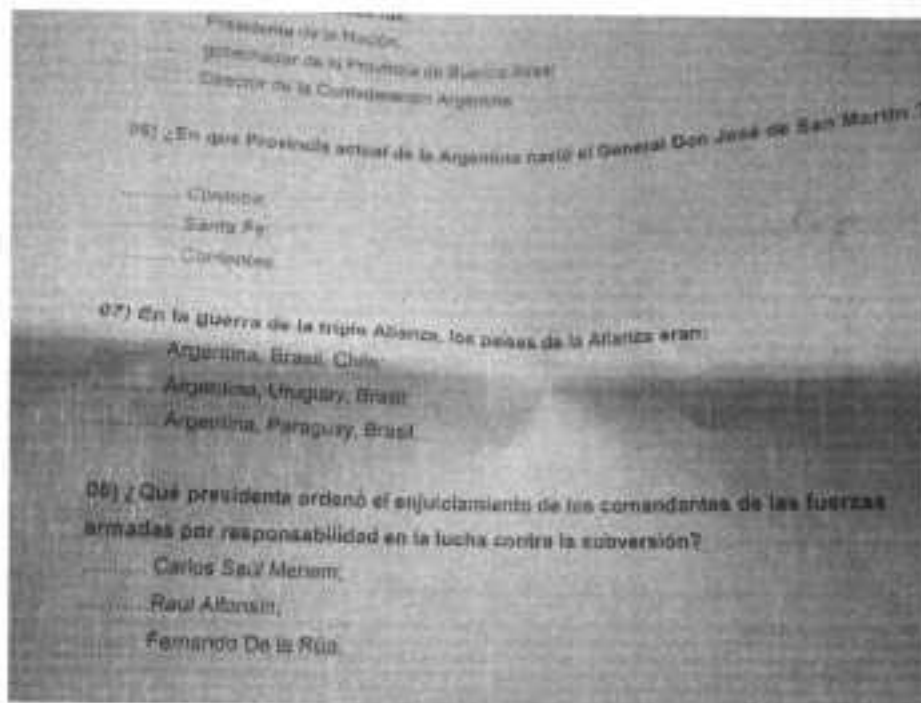 Presidente de la Nación,
gobernador de la Provincia de Buenos Aires
Director de la Confederación Argentina
06) ¿En que Provincia actual de la Argentina nació el General Don José de San Martín
Córdoba,
Santa Fe
Corrientes
07) En la guerra de la triple Alianza, los países de la Alianza eran:
Argentina, Brasil, Chile;
Argentina, Uruguay, Brasil
Argentina, Paraguay, Brasil.
08) ¿Qué presidente ordenó el enjuiciamiento de los comandantes de las fuerzas
armadas por responsabilidad en la lucha contra la subversión?
Carlos Saúl Menem,
Raúl Alfonsín,
Fernando De la Rúa.